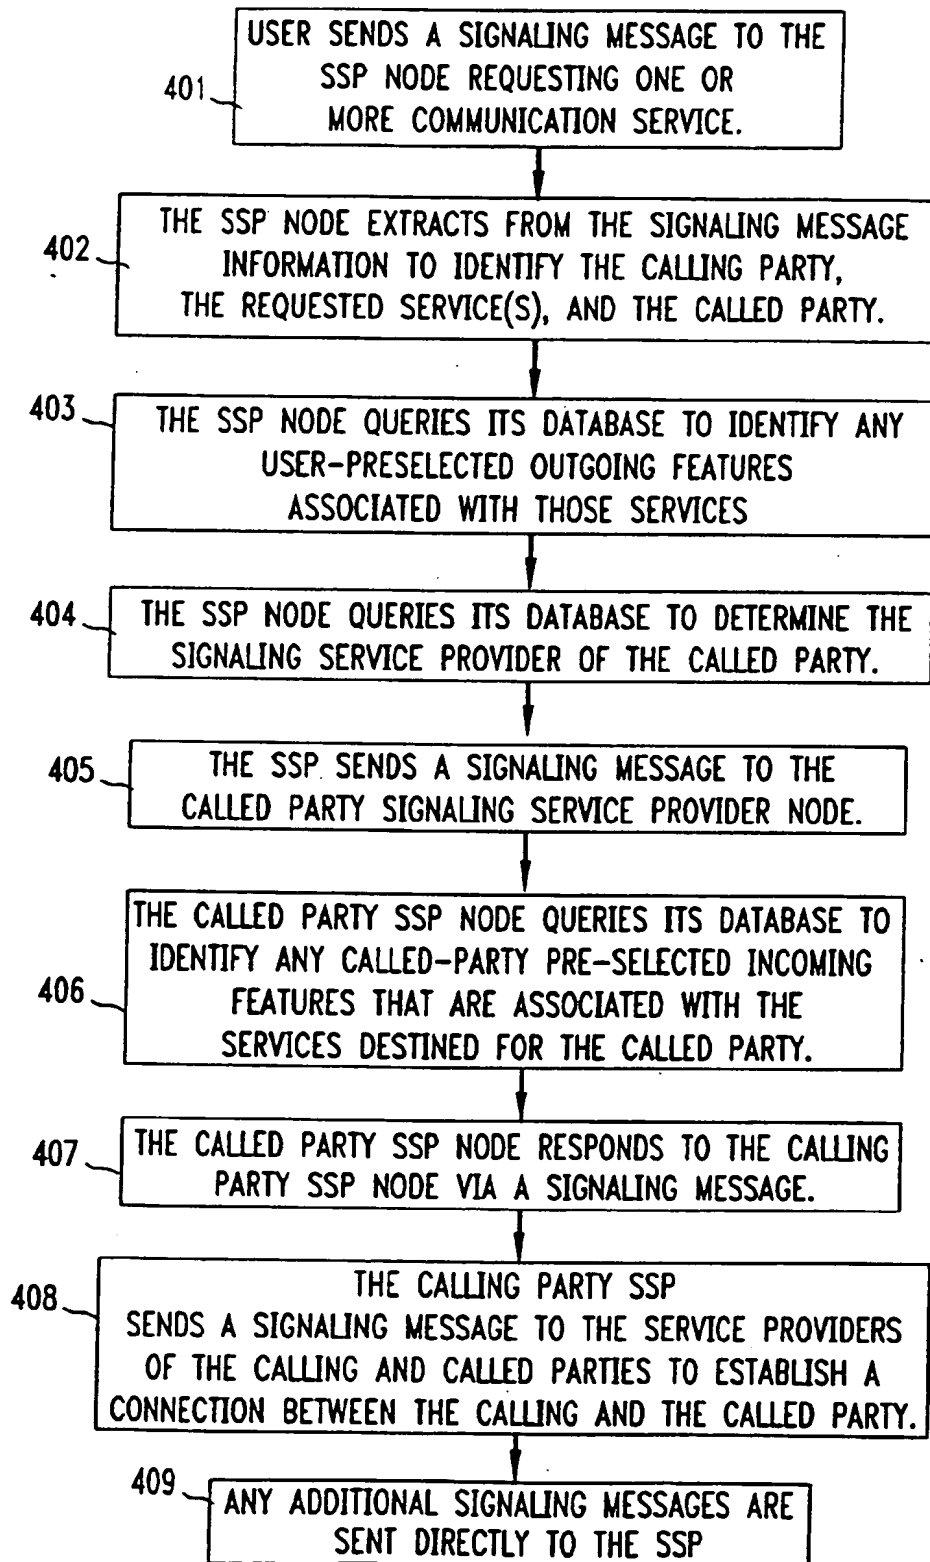 USER SENDS A SIGNALING MESSAGE TO THE
SSP NODE REQUESTING ONE OR
MORE COMMUNICATION SERVICE.
401
THE SSP NODE EXTRACTS FROM THE SIGNALING MESSAGE
INFORMATION TO IDENTIFY THE CALLING PARTY,
THE REQUESTED SERVICE(S), AND THE CALLED PARTY.
402
THE SSP NODE QUERIES ITS DATABASE TO IDENTIFY ANY
USER-PRESELECTED OUTGOING FEATURES
ASSOCIATED WITH THOSE SERVICES
403
THE SSP NODE QUERIES ITS DATABASE TO DETERMINE THE
SIGNALING SERVICE PROVIDER OF THE CALLED PARTY.
404
THE SSP SENDS A SIGNALING MESSAGE TO THE
CALLED PARTY SIGNALING SERVICE PROVIDER NODE.
405
THE CALLED PARTY SSP NODE QUERIES ITS DATABASE TO
IDENTIFY ANY CALLED-PARTY PRE-SELECTED INCOMING
FEATURES THAT ARE ASSOCIATED WITH THE
SERVICES DESTINED FOR THE CALLED PARTY.
406
THE CALLED PARTY SSP NODE RESPONDS TO THE CALLING
PARTY SSP NODE VIA A SIGNALING MESSAGE.
407
THE CALLING PARTY SSP
SENDS A SIGNALING MESSAGE TO THE SERVICE PROVIDERS
OF THE CALLING AND CALLED PARTIES TO ESTABLISH A
CONNECTION BETWEEN THE CALLING AND THE CALLED PARTY.
408
ANY ADDITIONAL SIGNALING MESSAGES ARE
SENT DIRECTLY TO THE SSP
409